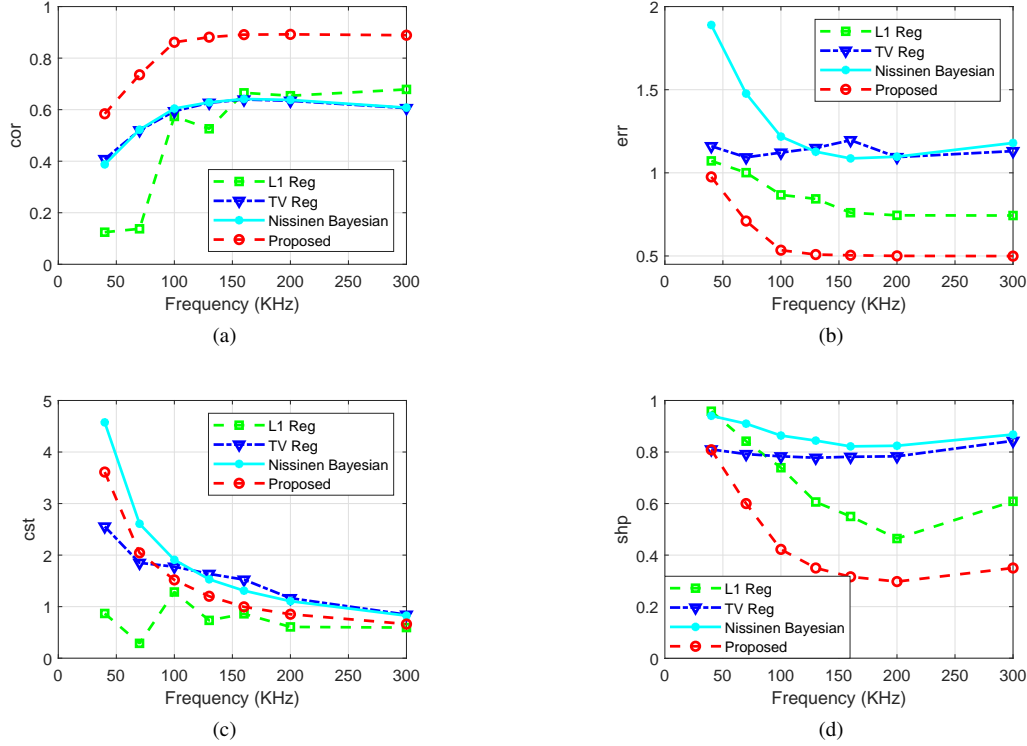 1
0.8
0.6
0.4
0.2
0
cor
L1 Reg
TV Reg
Nissinen Bayesian
Proposed
0 50 100 150 200 250 300
Frequency (KHz)
(a)
2
1.5
1
0.5
err
L1 Reg
TV Reg
Nissinen Bayesian
Proposed
0 50 100 150 200 250 300
Frequency (KHz)
(b)
5
4
3
2
1
0
cst
L1 Reg
TV Reg
Nissinen Bayesian
Proposed
0 50 100 150 200 250 300
Frequency (KHz)
(c)
1
0.8
0.6
0.4
0.2
0
shp
L1 Reg
TV Reg
Nissinen Bayesian
Proposed
0 50 100 150 200 250 300
Frequency (KHz)
(d)